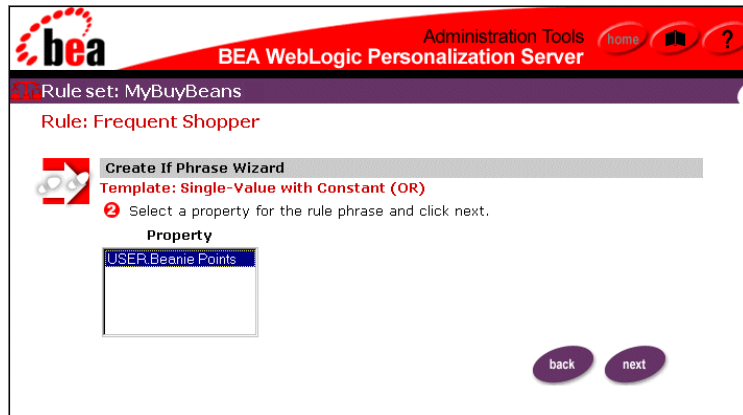 bea
Administration Tools
BEA WebLogic Personalization Server
home
?
Rule set: MyBuyBeans
Rule: Frequent Shopper
Create If Phrase Wizard
Template: Single-Value with Constant (OR)
2 Select a property for the rule phrase and click next.
Property
USER.Beanie Points
back next